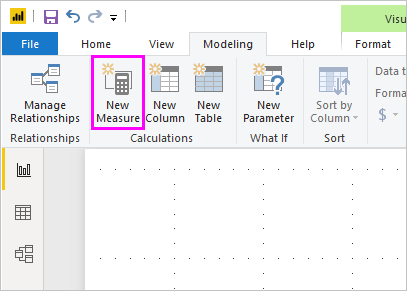 Visu
File Home View Modeling Help Format
Manage Relationships
New Measure
New Column
New Table
New Parameter
Sort by Column
Data t
Forma
$
Relationships Calculations What If Sort